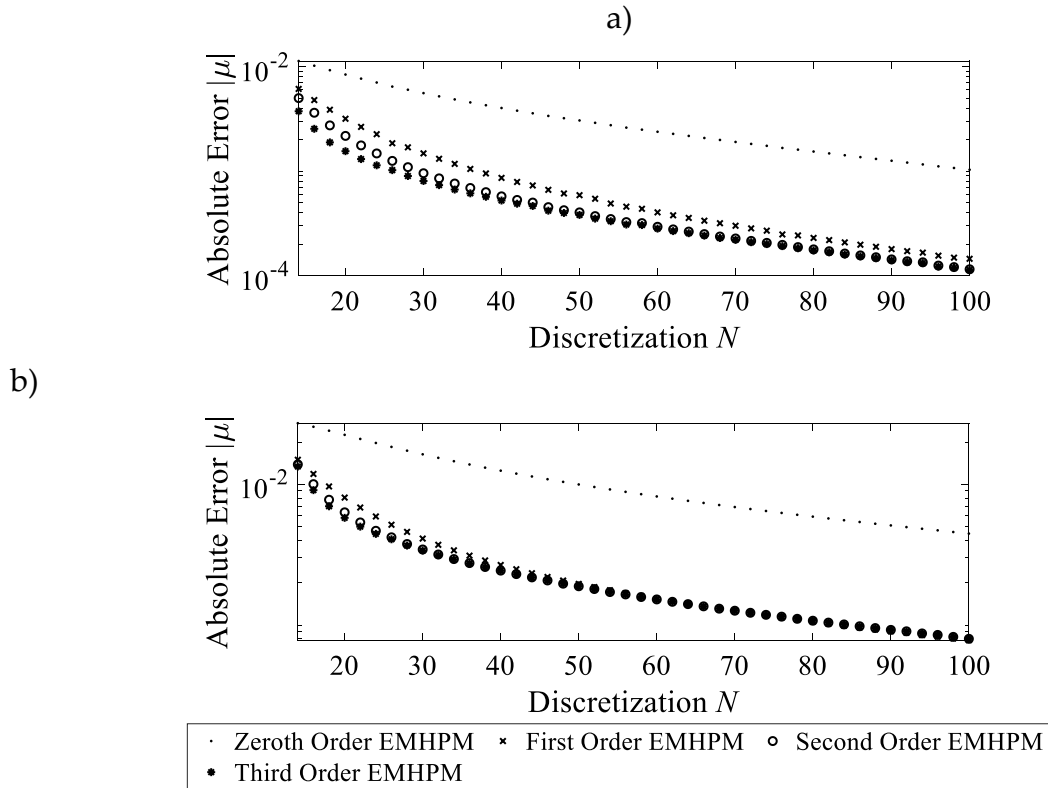 a)
Absolute Error |μ|
10^-2
10^-4
20 30 40 50 60 70 80 90 100
Discretization N
b)
Absolute Error |μ|
10^-2
20 30 40 50 60 70 80 90 100
Discretization N
· Zeroth Order EMHPM × First Order EMHPM o Second Order EMHPM
* Third Order EMHPM